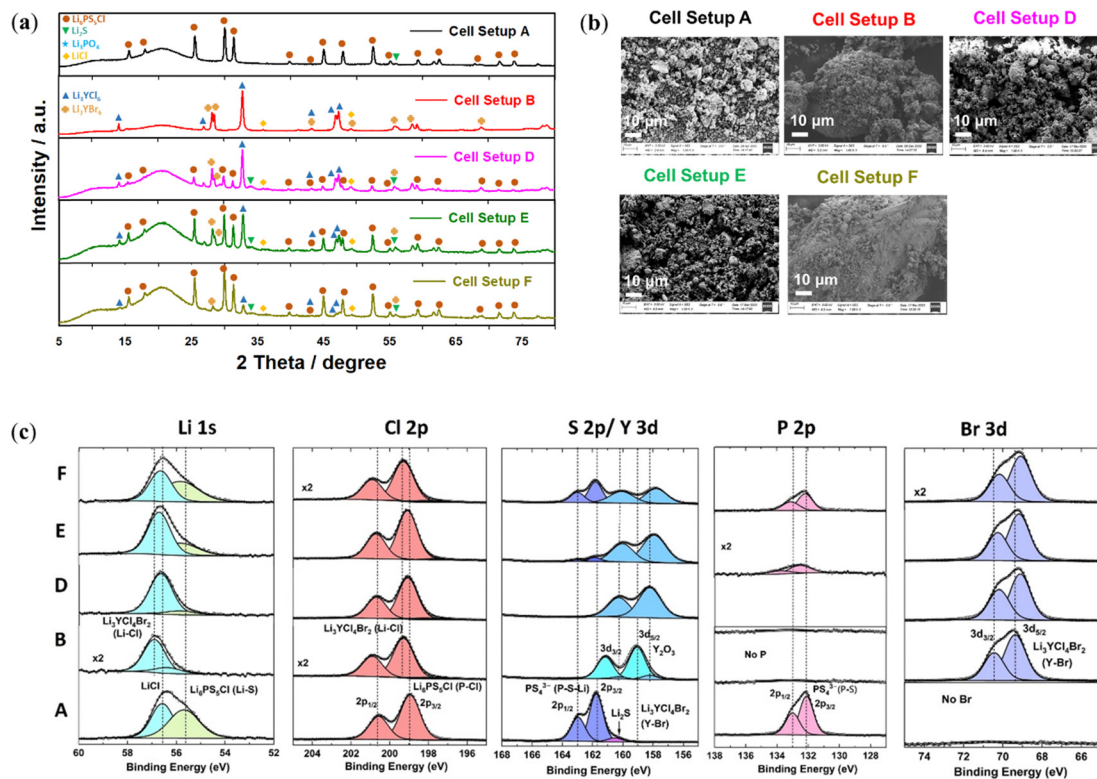 (a)
Li₆PS₅Cl
Li₂S
Li₃PO₄
LiCl
Cell Setup A
Li₃YCl₆
Li₃YBr₆
Cell Setup B
Cell Setup D
Cell Setup E
Cell Setup F
Intensity / a.u.
5 15 25 35 45 55 65 75
2 Theta / degree
(b)
Cell Setup A
Cell Setup B
Cell Setup D
10 μm
10 μm
10 μm
Cell Setup E
Cell Setup F
10 μm
10 μm
(c)
Li 1s
Cl 2p
S 2p/ Y 3d
P 2p
Br 3d
F
E
D
B
A
Li₃YCl₄Br₂
(Li-Cl)
x2
LiCl
Li₆PS₅Cl (Li-S)
60 58 56 54 52
Binding Energy (eV)
x2
Li₃YCl₄Br₂ (Li-Cl)
x2
Li₆PS₅Cl (P-Cl)
2p₁/₂
2p₃/₂
204 202 200 198 196
Binding Energy (eV)
3d₃/₂
3d₅/₂
Y₂O₃
PS₄³⁻ (P-S-Li)
2p₁/₂
2p₃/₂
Li₂S
Li₃YCl₄Br₂
(Y-Br)
168 166 164 162 160 158 156
Binding Energy (eV)
x2
No P
PS₄³⁻ (P-S)
2p₁/₂
2p₃/₂
138 136 134 132 130 128
Binding Energy (eV)
x2
3d₃/₂
3d₅/₂
Li₃YCl₄Br₂
(Y-Br)
No Br
74 72 70 68 66
Binding Energy (eV)